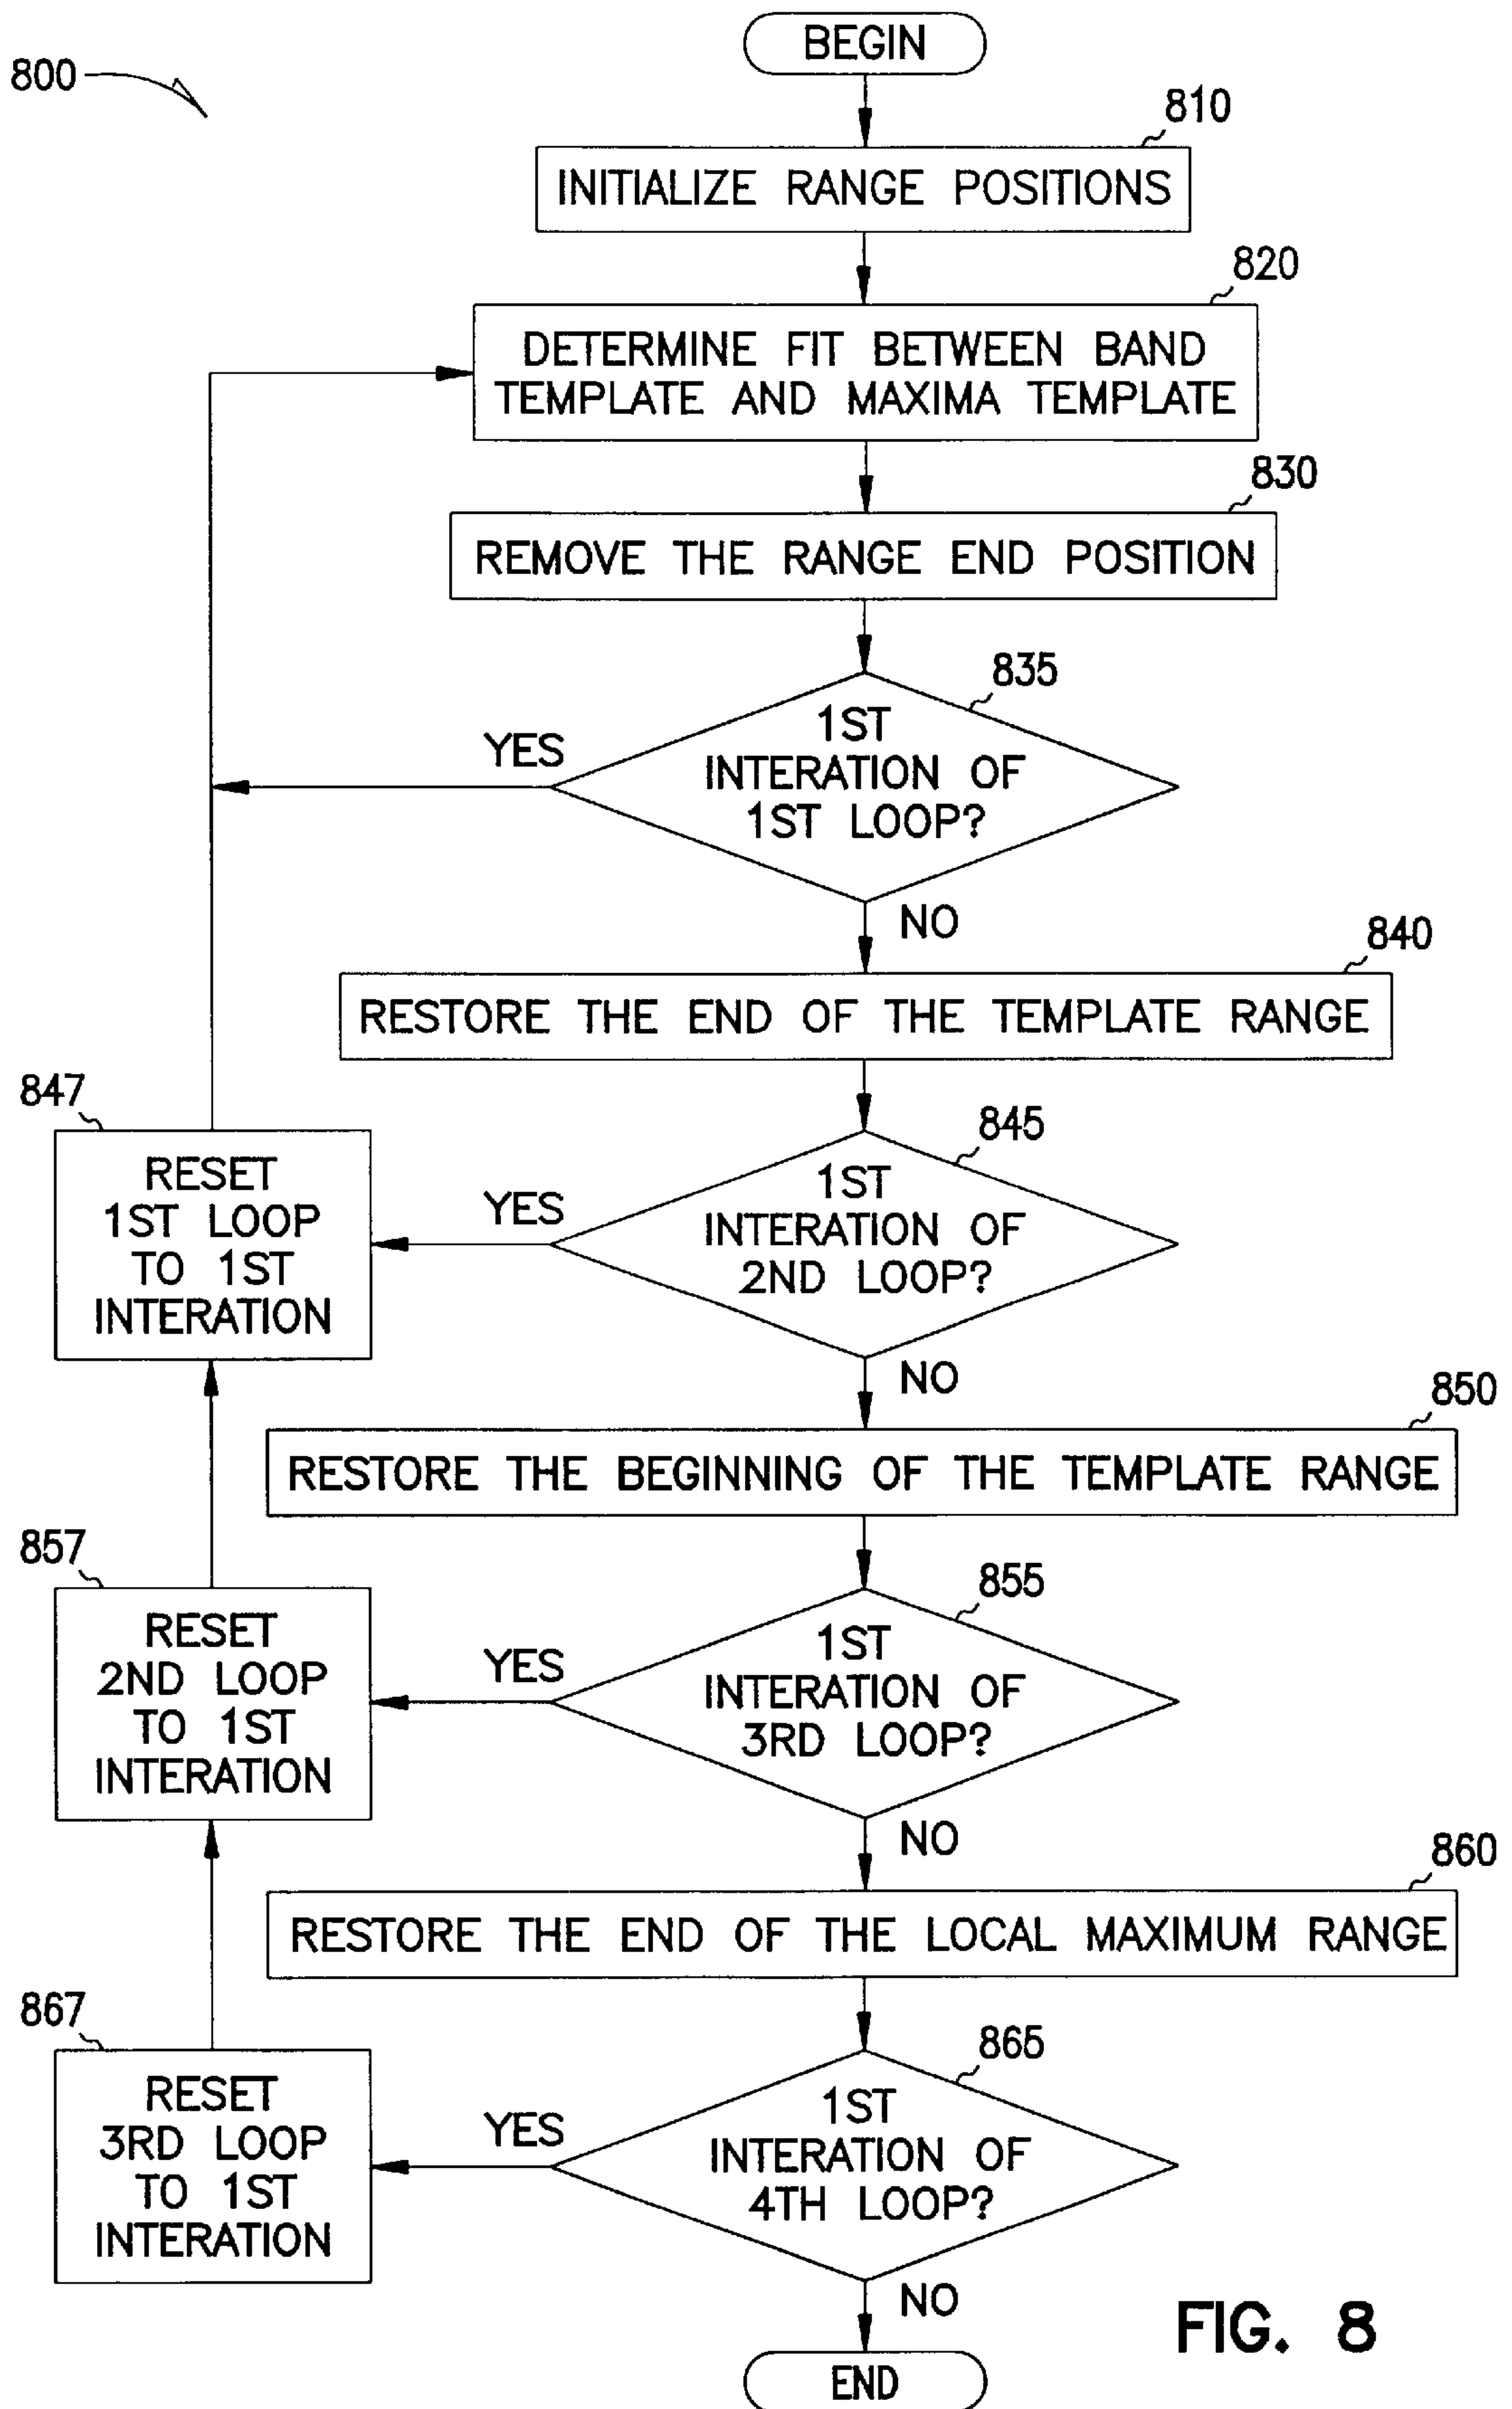 BEGIN
800
810
INITIALIZE RANGE POSITIONS
820
DETERMINE FIT BETWEEN BAND
TEMPLATE AND MAXIMA TEMPLATE
830
REMOVE THE RANGE END POSITION
835
1ST
INTERATION OF
1ST LOOP?
YES
NO
840
RESTORE THE END OF THE TEMPLATE RANGE
847
RESET
1ST LOOP
TO 1ST
INTERATION
845
1ST
INTERATION OF
2ND LOOP?
YES
NO
850
RESTORE THE BEGINNING OF THE TEMPLATE RANGE
857
RESET
2ND LOOP
TO 1ST
INTERATION
855
1ST
INTERATION OF
3RD LOOP?
YES
NO
860
RESTORE THE END OF THE LOCAL MAXIMUM RANGE
867
RESET
3RD LOOP
TO 1ST
INTERATION
865
1ST
INTERATION OF
4TH LOOP?
YES
NO
END
FIG. 8